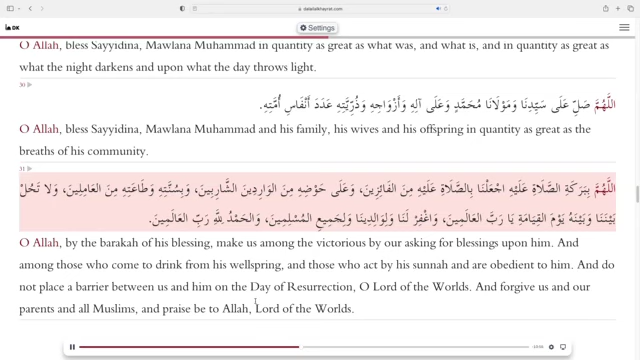 dalailalkhayrat.com
DK
Settings
O Allah, bless Sayyidina, Mawlana Muhammad in quantity as great as what was, and what is, and in quantity as great as
what the night darkens and upon what the day throws light.
30
اللَّهُمَّ صَلِّ عَلَى سَيِّدِنَا وَمَوْلَانَا مُحَمَّدٍ وَعَلَى آلِهِ وَأَزْوَاجِهِ وَذُرِّيَّتِهِ عَدَدَ أَنْفَاسِ أُمَّتِهِ.
O Allah, bless Sayyidina, Mawlana Muhammad and his family, his wives and his offspring in quantity as great as the
breaths of his community.
31
اللَّهُمَّ بِبَرَكَةِ الصَّلَاةِ عَلَيْهِ اجْعَلْنَا بِالصَّلَاةِ عَلَيْهِ مِنَ الْفَائِزِينَ، وَعَلَى حَوْضِهِ مِنَ الْوَارِدِينَ الشَّارِبِينَ، وَبِسُنَّتِهِ وَطَاعَتِهِ مِنَ الْعَامِلِينَ، وَلَا تَحُلْ
بَيْنَنَا وَبَيْنَهُ يَوْمَ الْقِيَامَةِ يَا رَبَّ الْعَالَمِينَ، وَاغْفِرْ لَنَا وَلِوَالِدِينَا وَلِجَمِيعِ الْمُسْلِمِينَ، وَالْحَمْدُ لِلَّهِ رَبِّ الْعَالَمِينَ.
O Allah, by the barakah of his blessing, make us among the victorious by our asking for blessings upon him. And
among those who come to drink from his wellspring, and those who act by his sunnah and are obedient to him. And do
not place a barrier between us and him on the Day of Resurrection, O Lord of the Worlds. And forgive us and our
parents and all Muslims, and praise be to Allah, Lord of the Worlds.